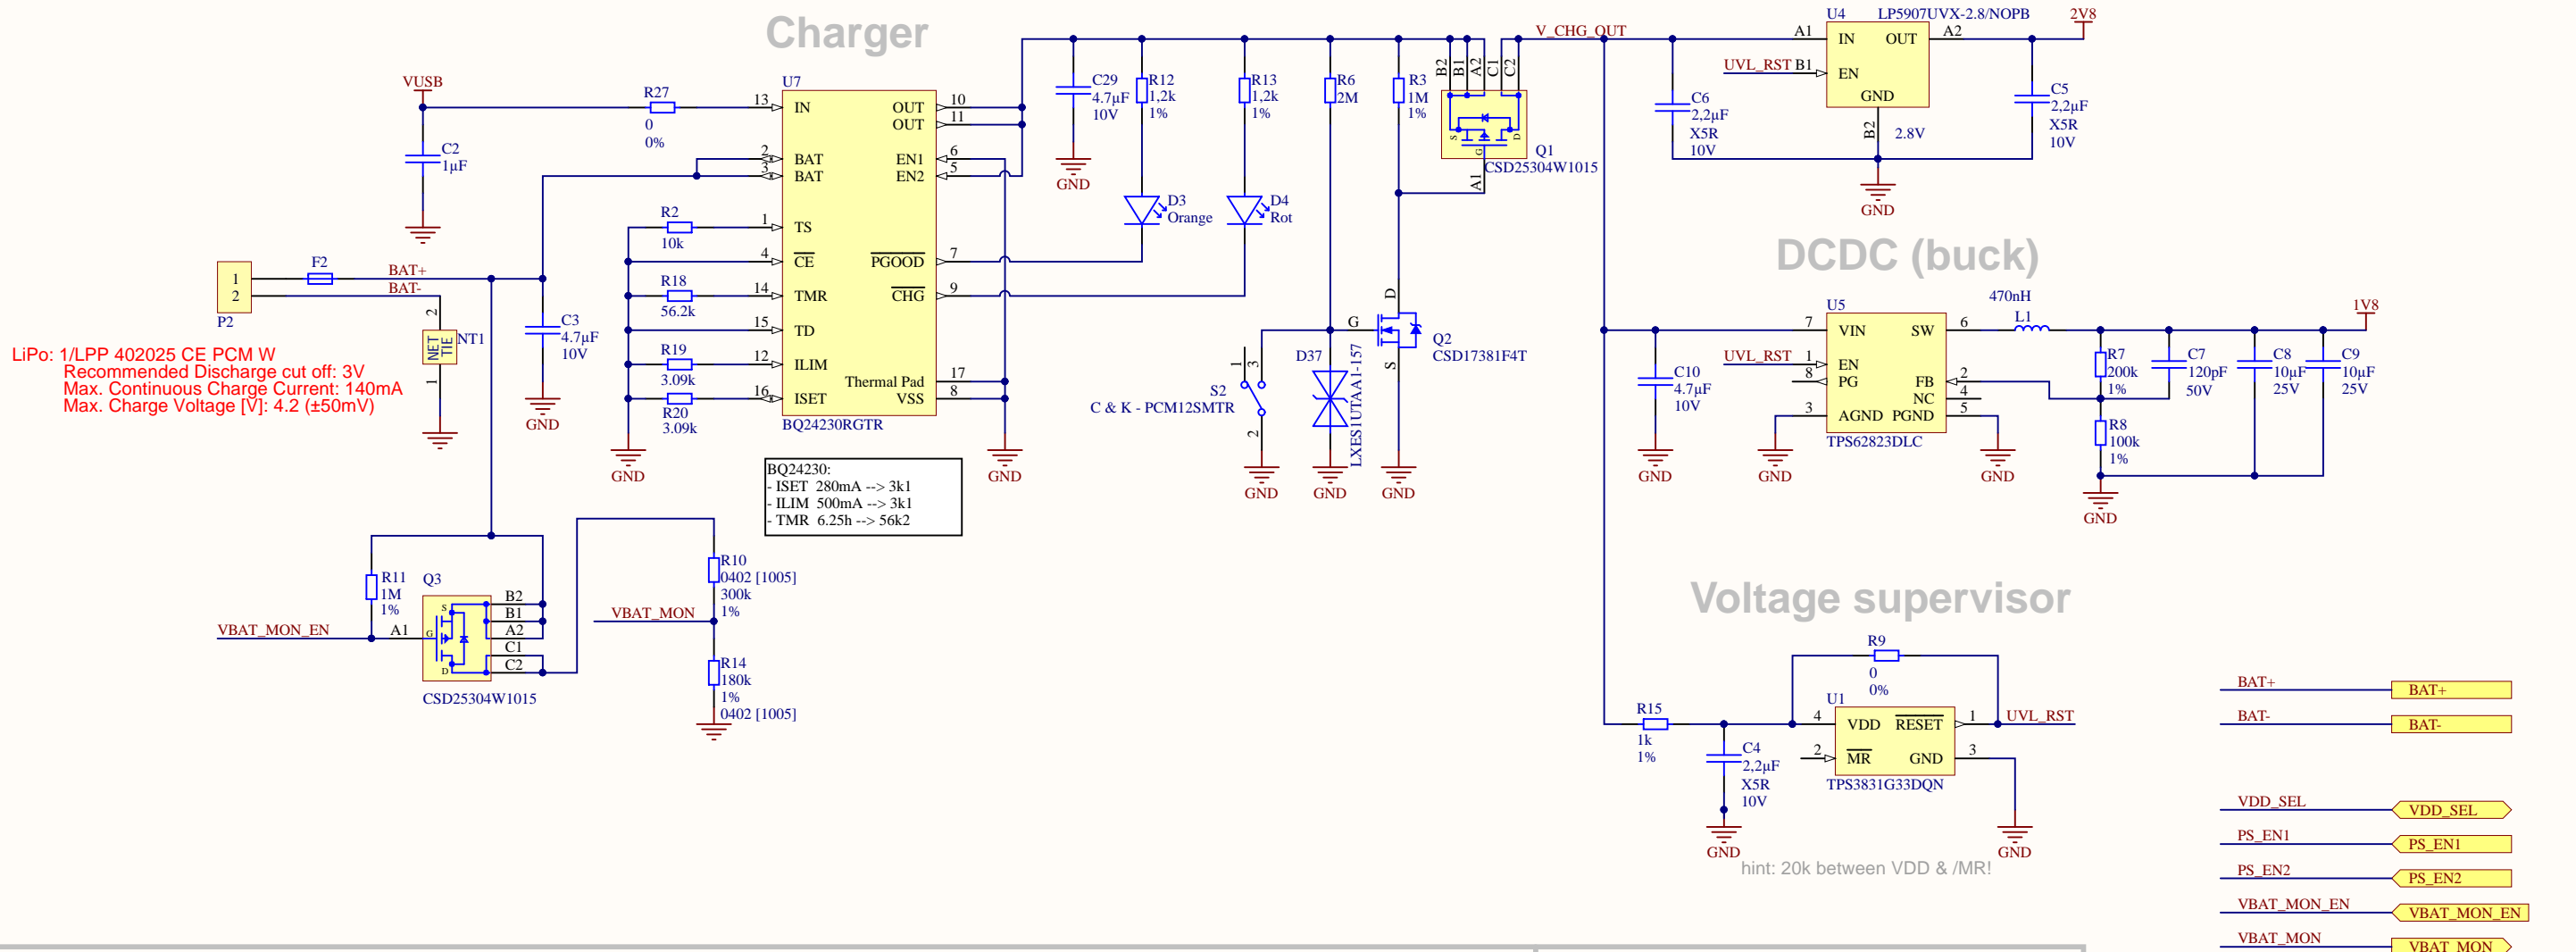 Charger
VUSB
C2
1µF
R27
0
0%
U7
13 IN
2 BAT
3 BAT
1 TS
4 CE
14 TMR
15 TD
12 ILIM
16 ISET
OUT 10
OUT 11
EN1 6
EN2 5
PGOOD 7
CHG 9
Thermal Pad 17
VSS 8
BQ24230RGTR
R2
10k
R18
56.2k
R19
3.09k
R20
3.09k
GND
GND
BQ24230:
- ISET 280mA --> 3k1
- ILIM 500mA --> 3k1
- TMR 6.25h --> 56k2
1
2
P2
F2
BAT+
BAT-
2
NET TIE
NT1
1
C3
4.7µF
10V
GND
LiPo: 1/LPP 402025 CE PCM W
Recommended Discharge cut off: 3V
Max. Continuous Charge Current: 140mA
Max. Charge Voltage [V]: 4.2 (±50mV)
C29
4.7µF
10V
GND
R12
1,2k
1%
D3
Orange
R13
1,2k
1%
D4
Rot
R6
2M
R3
1M
1%
B2
B1
A2
C1
C2
S
G
D
A1
Q1
CSD25304W1015
V_CHG_OUT
S2
C & K - PCM12SMTR
1
3
2
GND
D37
LXES1UTAA1-157
GND
G
D
S
Q2
CSD17381F4T
GND
U4
LP5907UVX-2.8/NOPB
A1 IN
OUT A2
UVL_RST B1 EN
GND
B2
2.8V
2V8
C6
2,2µF
X5R
10V
C5
2,2µF
X5R
10V
GND
DCDC (buck)
U5
7 VIN
UVL_RST 1 EN
8 PG
3 AGND
SW 6
FB 2
NC 4
PGND 5
TPS62823DLC
C10
4.7µF
10V
GND
GND
GND
470nH
L1
1V8
R7
200k
1%
C7
120pF
50V
C8
10µF
25V
C9
10µF
25V
R8
100k
1%
GND
R11
1M
1%
VBAT_MON_EN
A1
Q3
S
G
D
B2
B1
A2
C1
C2
CSD25304W1015
R10
0402 [1005]
300k
1%
VBAT_MON
R14
180k
1%
0402 [1005]
Voltage supervisor
R9
0
0%
R15
1k
1%
C4
2,2µF
X5R
10V
GND
U1
4 VDD
2 MR
RESET 1
GND 3
UVL_RST
TPS3831G33DQN
GND
hint: 20k between VDD & /MR!
BAT+ BAT+
BAT- BAT-
VDD_SEL VDD_SEL
PS_EN1 PS_EN1
PS_EN2 PS_EN2
VBAT_MON_EN VBAT_MON_EN
VBAT_MON VBAT_MON